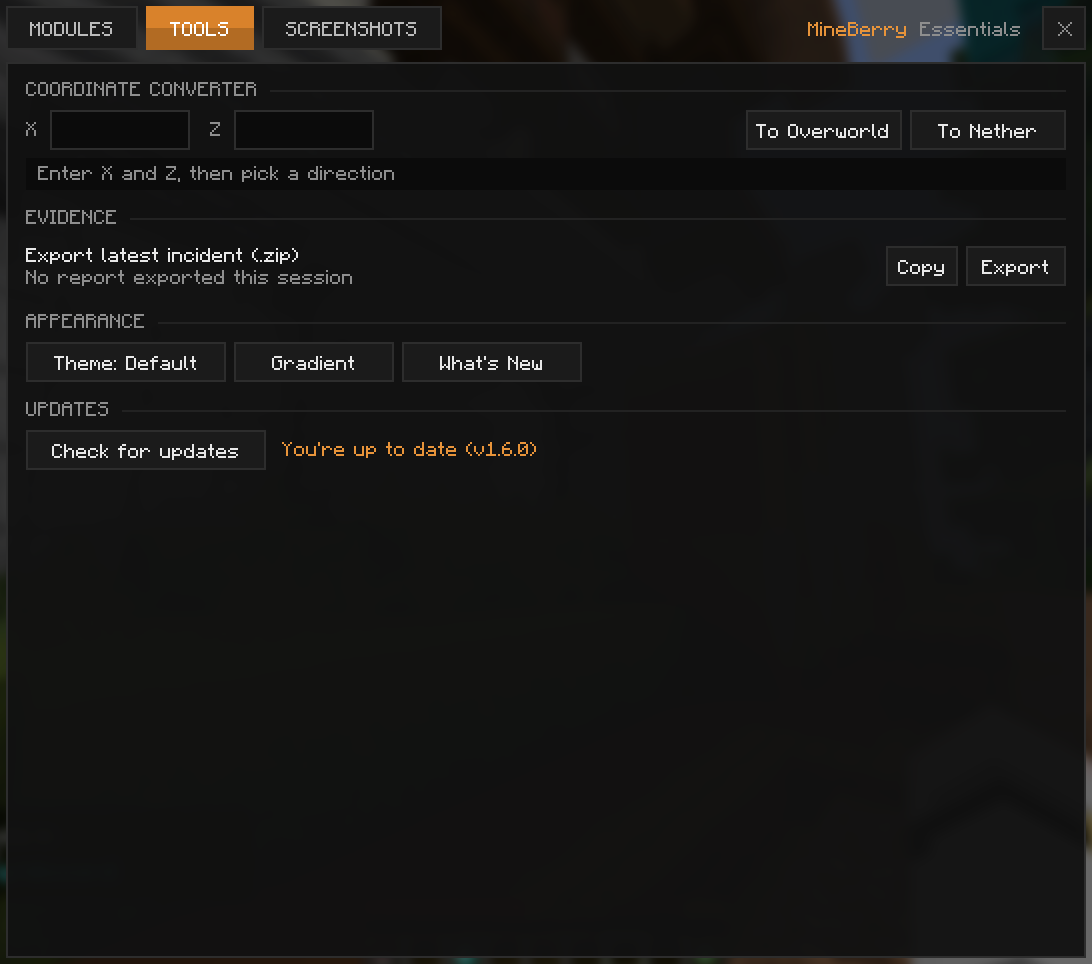 MODULES TOOLS SCREENSHOTS MineBerry Essentials X
COORDINATE CONVERTER
X Z To Overworld To Nether
Enter X and Z, then pick a direction
EVIDENCE
Export latest incident (.zip)
No report exported this session
Copy Export
APPEARANCE
Theme: Default Gradient What's New
UPDATES
Check for updates You're up to date (v1.6.0)